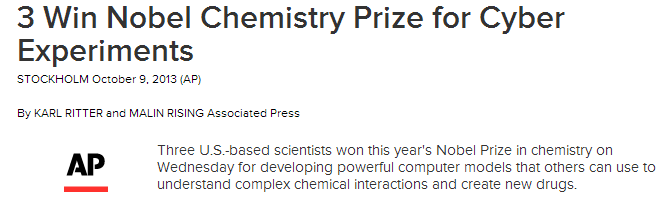 3 Win Nobel Chemistry Prize for Cyber
Experiments
STOCKHOLM October 9, 2013 (AP)
By KARL RITTER and MALIN RISING Associated Press
AP
Three U.S.-based scientists won this year's Nobel Prize in chemistry on
Wednesday for developing powerful computer models that others can use to
understand complex chemical interactions and create new drugs.